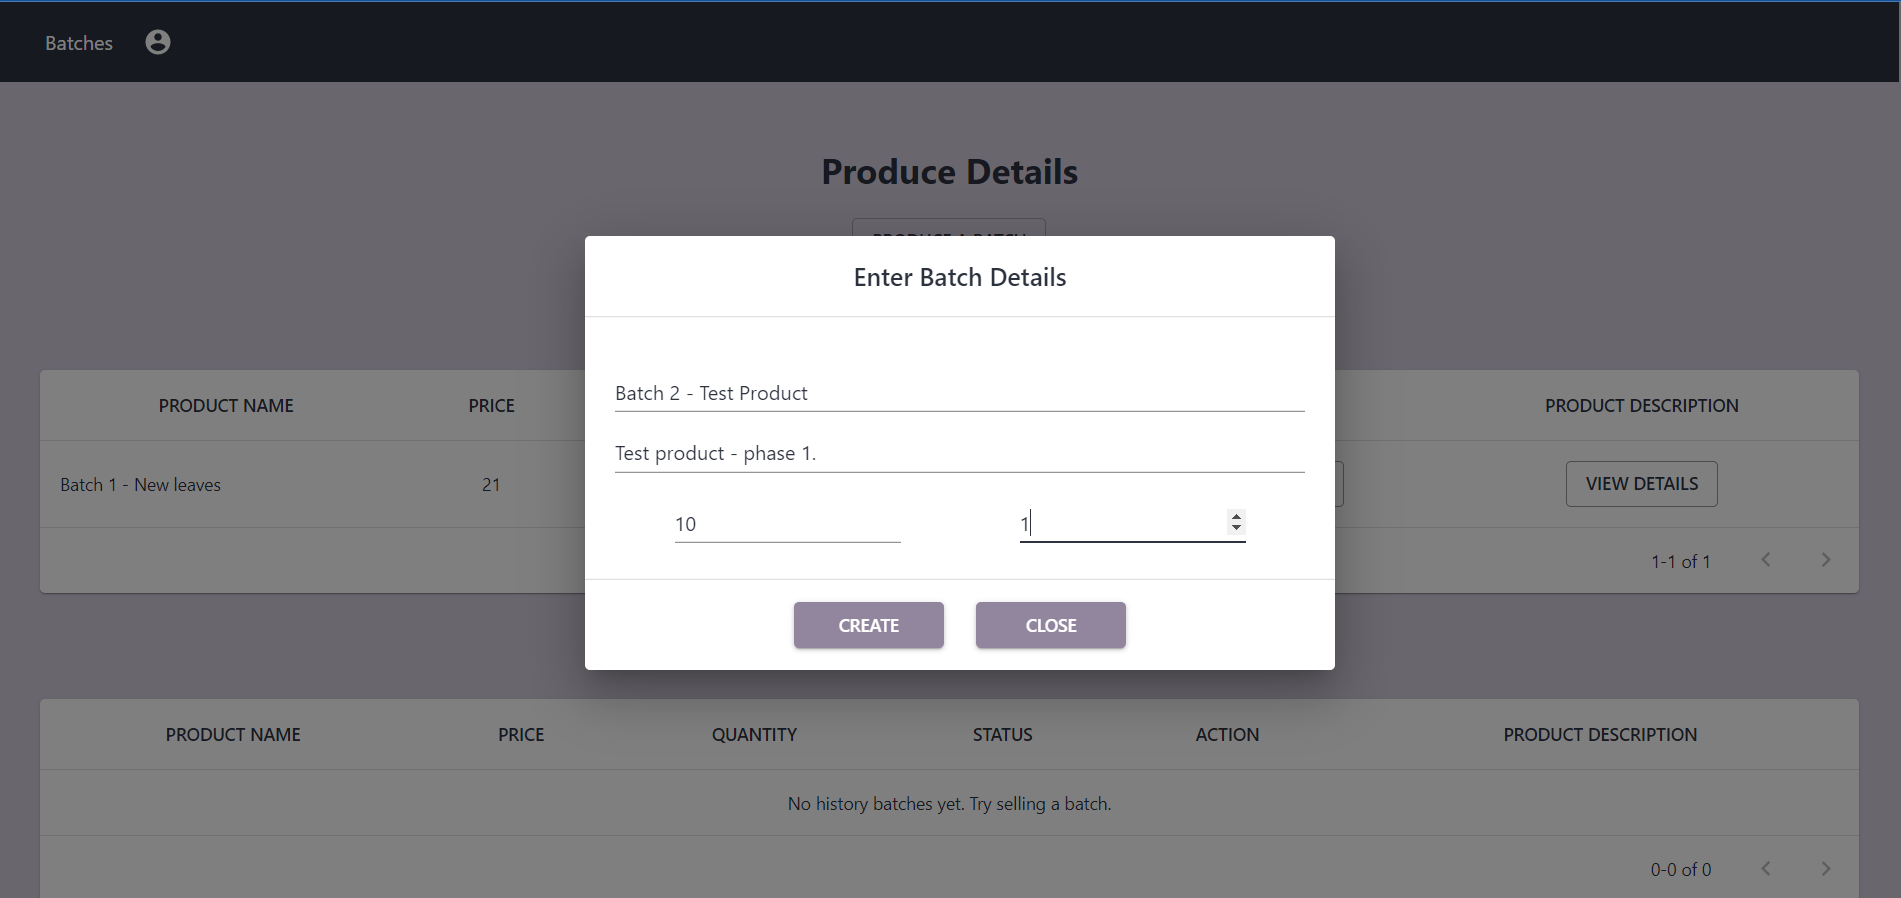 Batches
Produce Details
PRODUCE A BATCH
Enter Batch Details
Batch 2 - Test Product
Test product - phase 1.
10
1
CREATE CLOSE
PRODUCT NAME PRICE PRODUCT DESCRIPTION
Batch 1 - New leaves 21 VIEW DETAILS
1-1 of 1
PRODUCT NAME PRICE QUANTITY STATUS ACTION PRODUCT DESCRIPTION
No history batches yet. Try selling a batch.
0-0 of 0